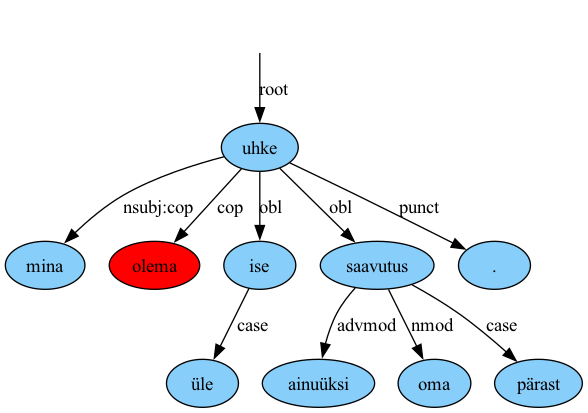 root
uhke
nsubj:cop cop obl obl punct
mina olema ise saavutus .
case advmod nmod case
üle ainuüksi oma pärast